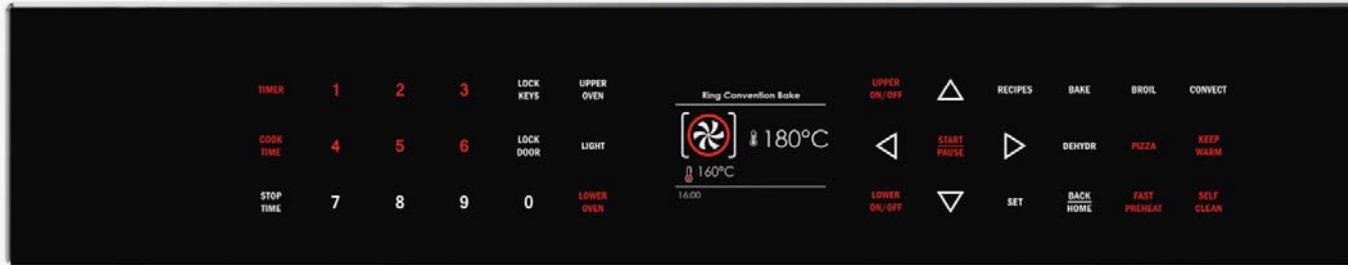 TIMER 1 2 3 LOCK KEYS UPPER OVEN
COOK TIME 4 5 6 LOCK DOOR LIGHT
STOP TIME 7 8 9 0 LOWER OVEN
Ring Convention Bake
180°C
160°C
16:00
UPPER ON/OFF RECIPES BAKE BROIL CONVECT
START PAUSE DEHYDR PIZZA KEEP WARM
LOWER ON/OFF SET BACK HOME FAST PREHEAT SELF CLEAN